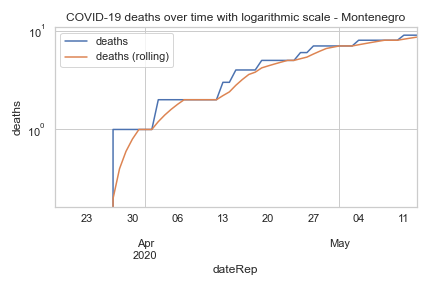 COVID-19 deaths over time with logarithmic scale - Montenegro
10¹
deaths
deaths (rolling)
deaths
10⁰
23 30 06 13 20 27 04 11
Apr May
2020
dateRep